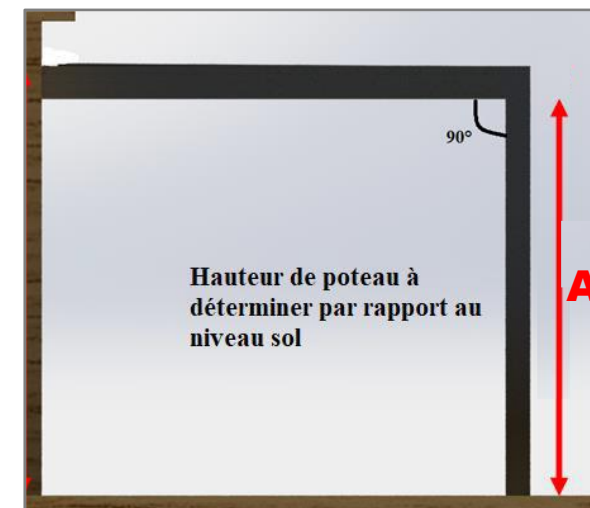 90°
A
Hauteur de poteau à
déterminer par rapport au
niveau sol